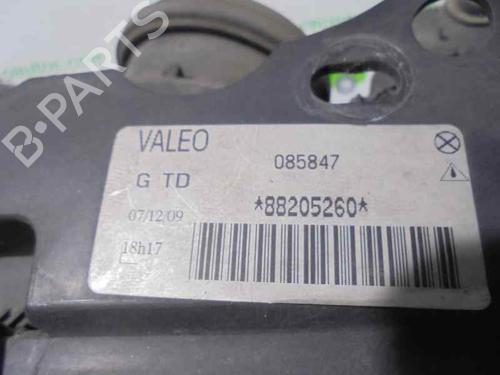 VALEO
085847
G TD
07/12/09
*88205260*
18h17
B-PARTS